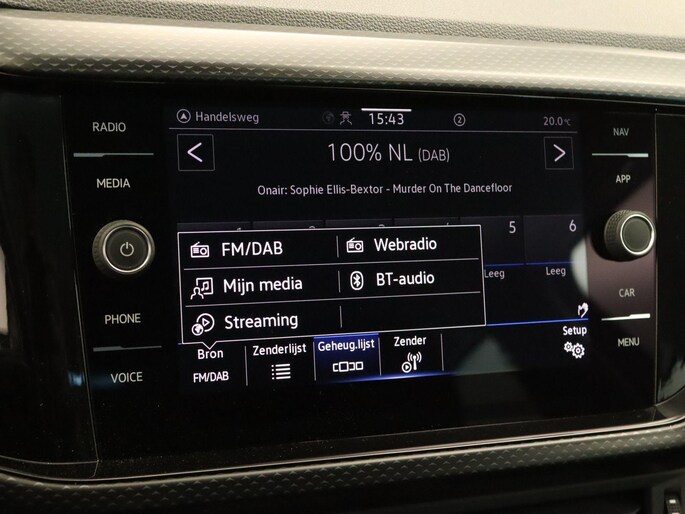 RADIO
MEDIA
PHONE
VOICE
Handelsweg
15:43
2
20.0°C
100% NL (DAB)
Onair: Sophie Ellis-Bextor - Murder On The Dancefloor
5
6
Leeg
Leeg
FM/DAB
Webradio
Mijn media
BT-audio
Streaming
Bron
FM/DAB
Zenderlijst
Geheug.lijst
Zender
Setup
NAV
APP
CAR
MENU